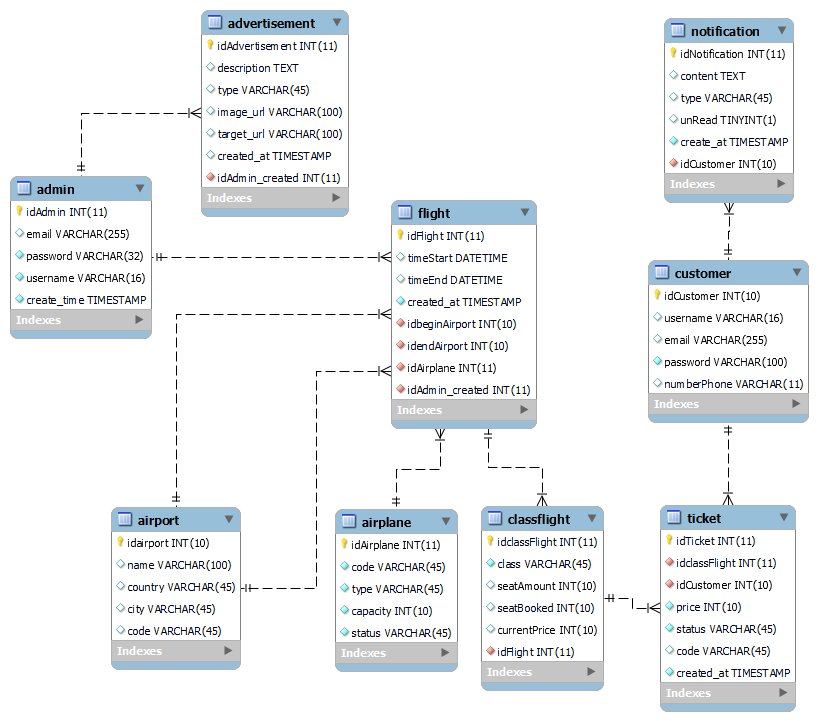 advertisement
idAdvertisement INT(11)
description TEXT
type VARCHAR(45)
image_url VARCHAR(100)
target_url VARCHAR(100)
created_at TIMESTAMP
idAdmin_created INT(11)
Indexes
notification
idNotification INT(11)
content TEXT
type VARCHAR(45)
unRead TINYINT(1)
create_at TIMESTAMP
idCustomer INT(10)
Indexes
admin
idAdmin INT(11)
email VARCHAR(255)
password VARCHAR(32)
username VARCHAR(16)
create_time TIMESTAMP
Indexes
flight
idFlight INT(11)
timeStart DATETIME
timeEnd DATETIME
created_at TIMESTAMP
idbeginAirport INT(10)
idendAirport INT(10)
idAirplane INT(11)
idAdmin_created INT(11)
Indexes
customer
idCustomer INT(10)
username VARCHAR(16)
email VARCHAR(255)
password VARCHAR(100)
numberPhone VARCHAR(11)
Indexes
airport
idairport INT(10)
name VARCHAR(100)
country VARCHAR(45)
city VARCHAR(45)
code VARCHAR(45)
Indexes
airplane
idAirplane INT(11)
code VARCHAR(45)
type VARCHAR(45)
capacity INT(10)
status VARCHAR(45)
Indexes
classflight
idclassFlight INT(11)
class VARCHAR(45)
seatAmount INT(10)
seatBooked INT(10)
currentPrice INT(10)
idFlight INT(11)
Indexes
ticket
idTicket INT(11)
idclassFlight INT(11)
idCustomer INT(10)
price INT(10)
status VARCHAR(45)
code VARCHAR(45)
created_at TIMESTAMP
Indexes